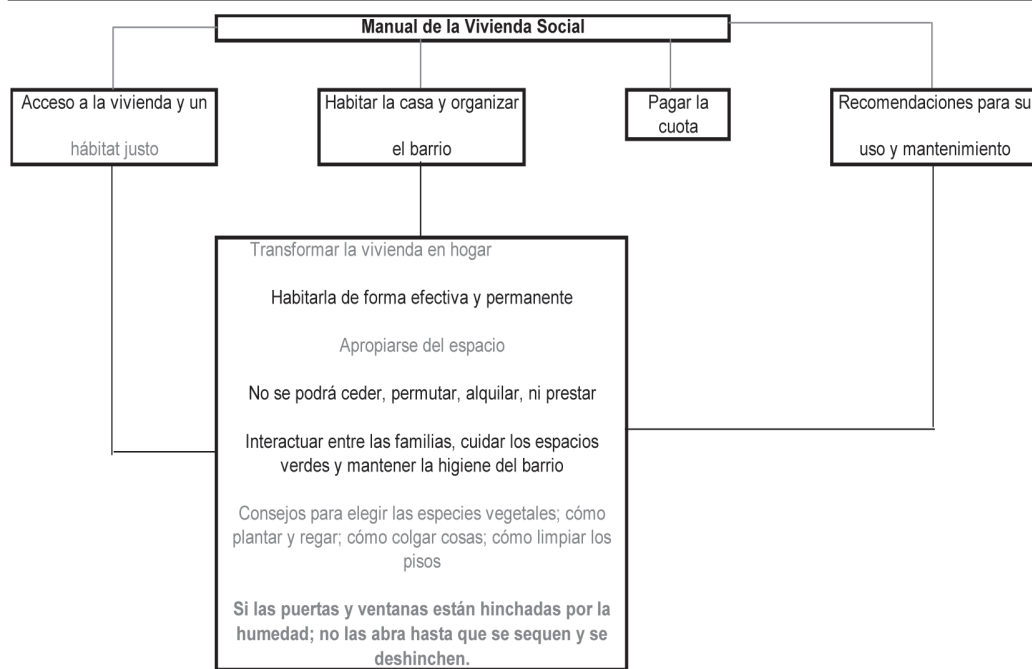 Manual de la Vivienda Social
Acceso a la vivienda y un
hábitat justo
Habitar la casa y organizar
el barrio
Pagar la
cuota
Recomendaciones para su
uso y mantenimiento
Transformar la vivienda en hogar
Habitarla de forma efectiva y permanente
Apropiarse del espacio
No se podrá ceder, permutar, alquilar, ni prestar
Interactuar entre las familias, cuidar los espacios
verdes y mantener la higiene del barrio
Consejos para elegir las especies vegetales; cómo
plantar y regar; cómo colgar cosas; cómo limpiar los
pisos
Si las puertas y ventanas están hinchadas por la
humedad; no las abra hasta que se sequen y se
deshinchen.